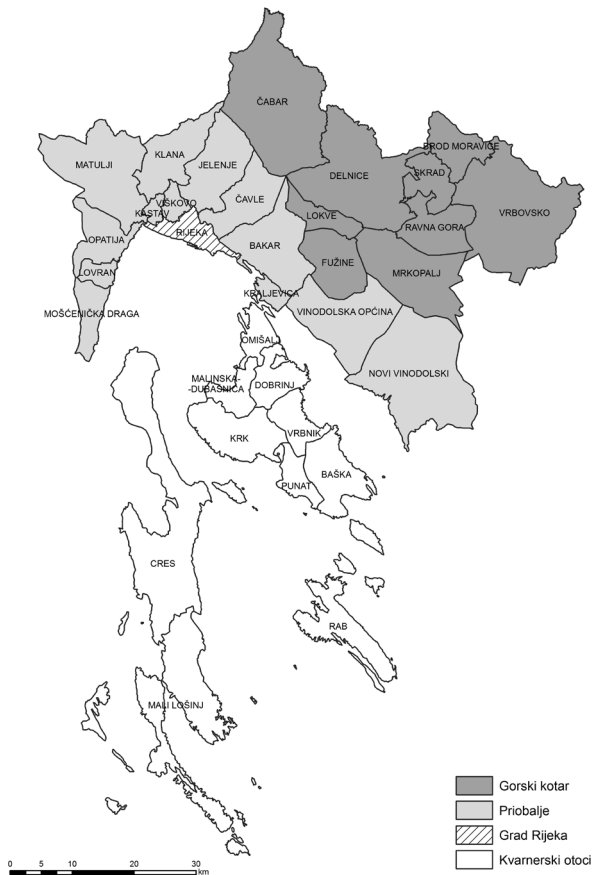 ČABAR
MATULJI
KLANA
JELENJE
BROD MORAVICE
DELNICE
SKRAD
VRBOVSKO
ČAVLE
VIŠKOVO
KASTAV
LOKVE
RAVNA GORA
RIJEKA
OPATIJA
BAKAR
FUŽINE
LOVRAN
MRKOPALJ
KRALJEVICA
MOŠĆENIČKA DRAGA
VINODOLSKA OPĆINA
OMIŠALJ
NOVI VINODOLSKI
MALINSKA-
-DUBAŠNICA
DOBRINJ
KRK
VRBNIK
BAŠKA
PUNAT
CRES
RAB
MALI LOŠINJ
Gorski kotar
Priobalje
Grad Rijeka
Kvarnerski otoci
0 5 10 20 30
km